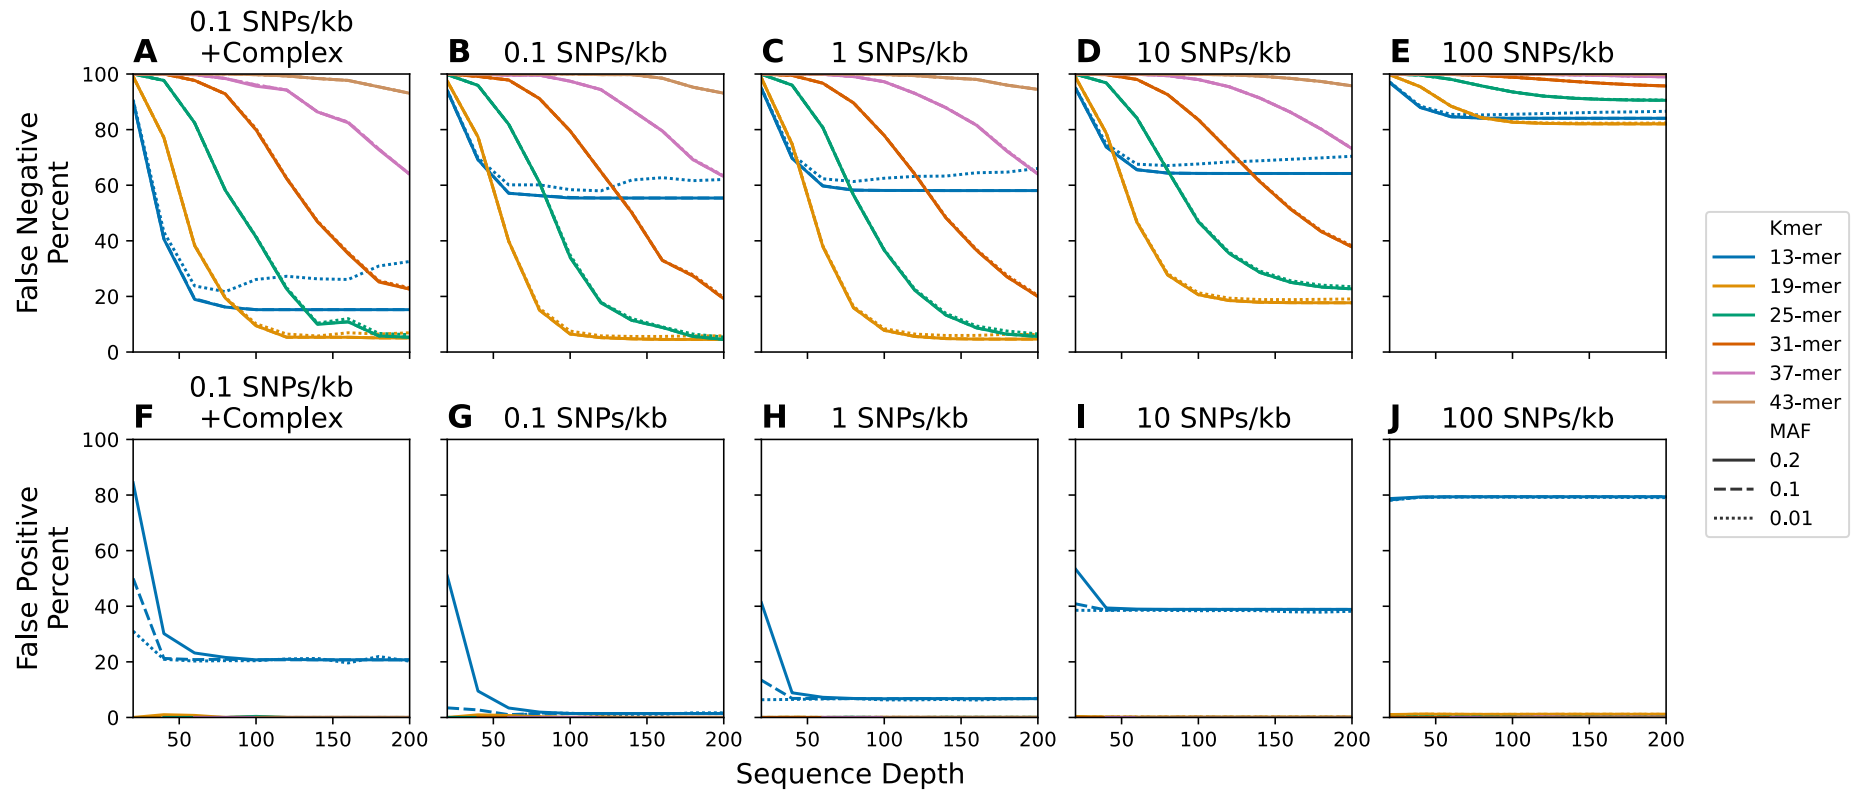 A
0.1 SNPs/kb
+Complex
B
0.1 SNPs/kb
C
1 SNPs/kb
D
10 SNPs/kb
E
100 SNPs/kb
False Negative
Percent
100
80
60
40
20
0
F
0.1 SNPs/kb
+Complex
G
0.1 SNPs/kb
H
1 SNPs/kb
I
10 SNPs/kb
J
100 SNPs/kb
False Positive
Percent
100
80
60
40
20
0
50 100 150 200
50 100 150 200
50 100 150 200
50 100 150 200
50 100 150 200
Sequence Depth
Kmer
13-mer
19-mer
25-mer
31-mer
37-mer
43-mer
MAF
0.2
0.1
0.01